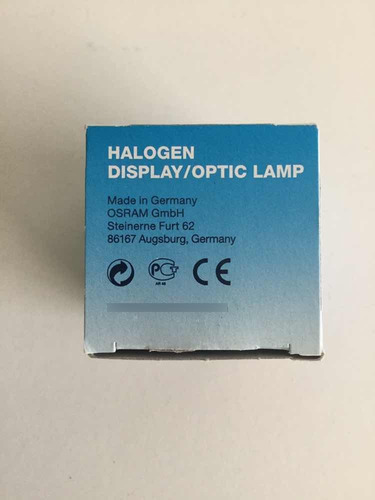 HALOGEN
DISPLAY/OPTIC LAMP
Made in Germany
OSRAM GmbH
Steinerne Furt 62
86167 Augsburg, Germany
CE